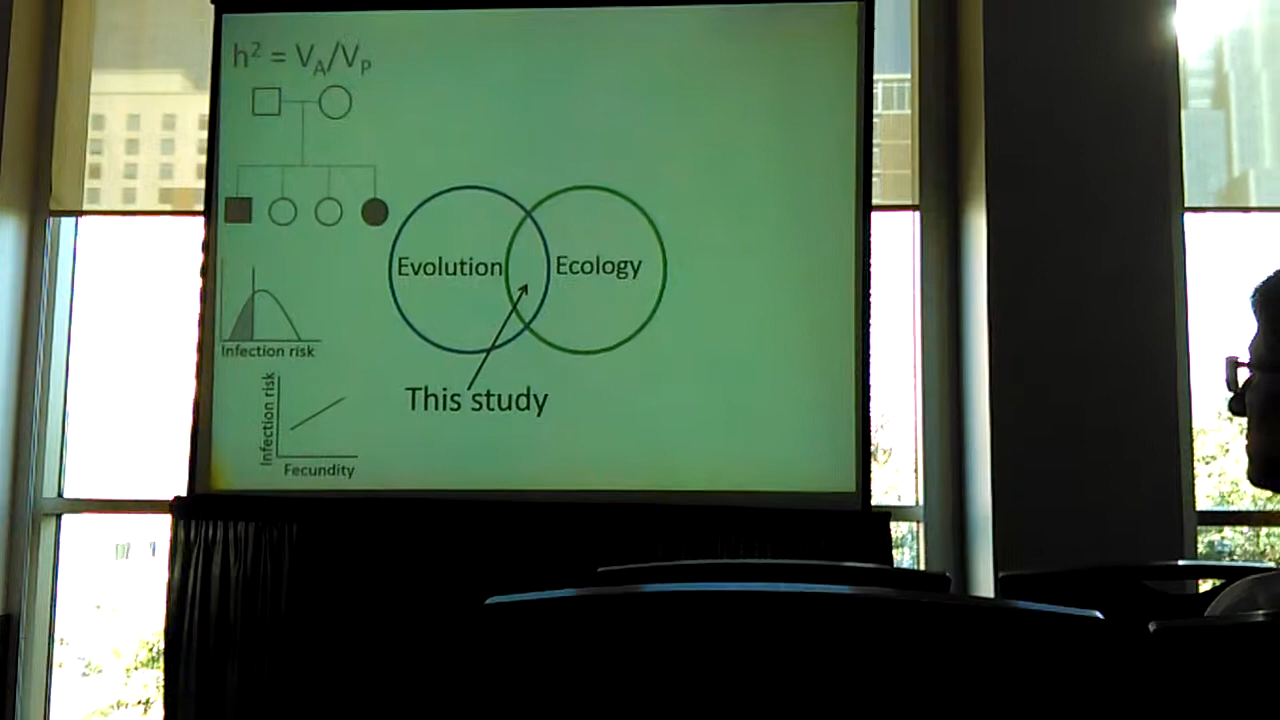 h² = V_A/V_P
Evolution
Ecology
This study
Infection risk
Infection risk
Fecundity